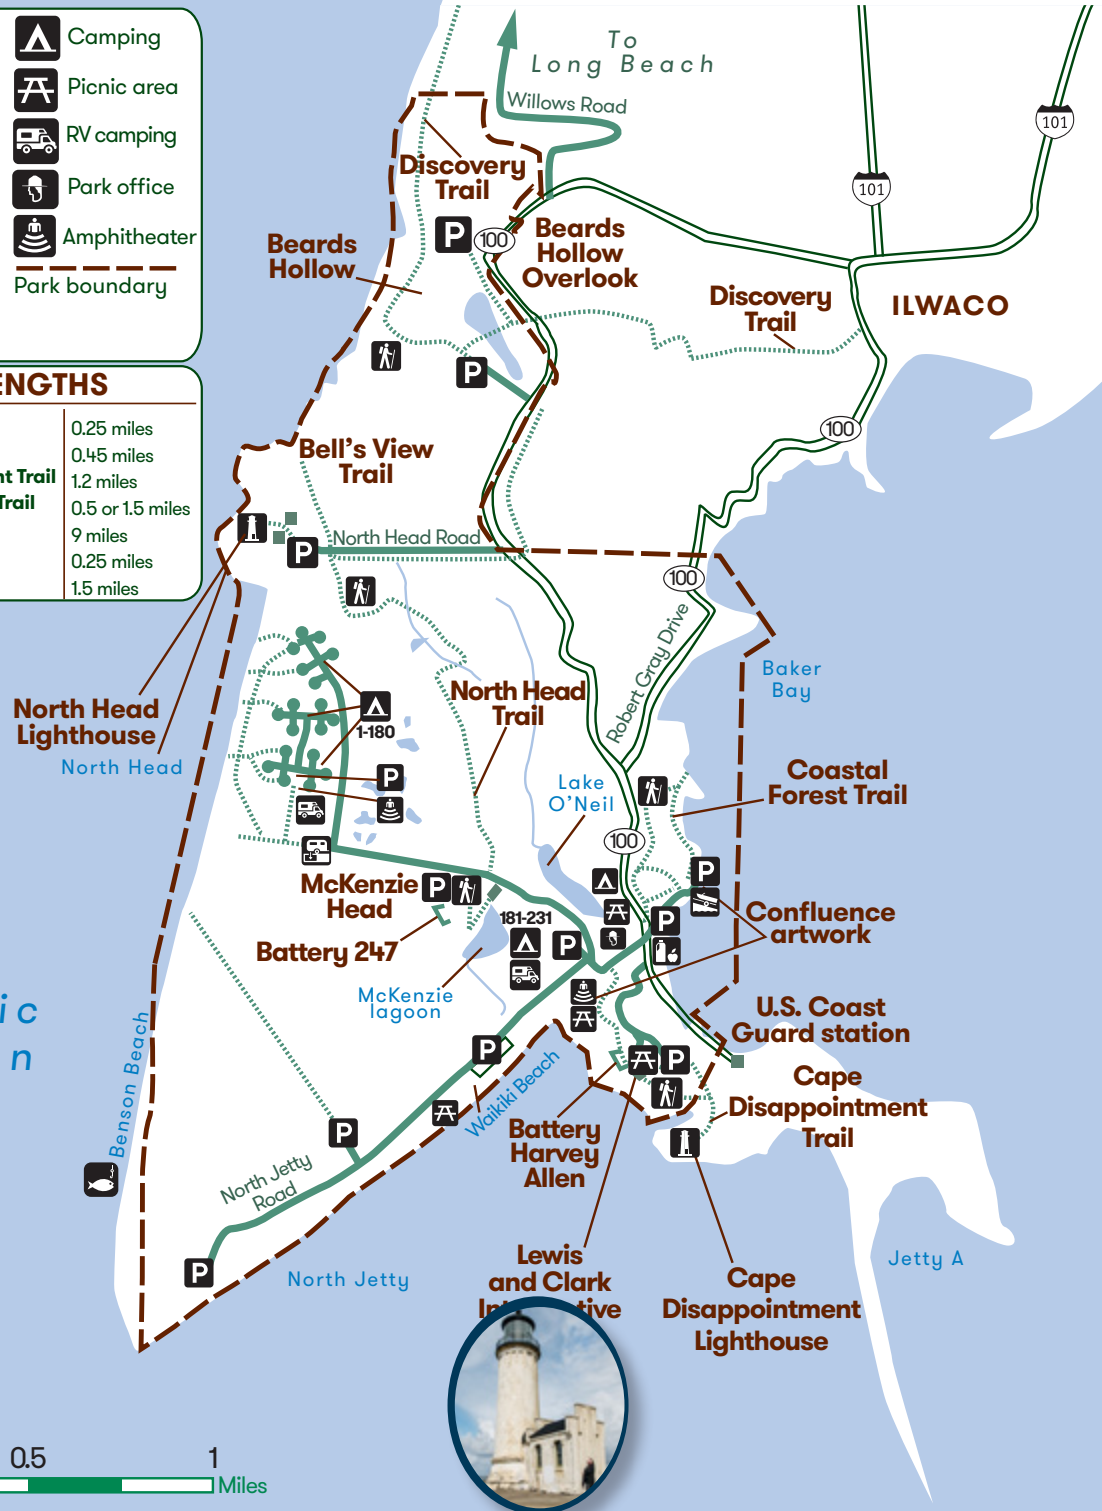 Camping
Picnic area
RV camping
Park office
Amphitheater
Park boundary
0.25 miles
0.45 miles
Trail
1.2 miles
Trail
0.5 or 1.5 miles
9 miles
0.25 miles
1.5 miles
To
Long Beach
Willows Road
101
101
Discovery
Trail
P
100
Beards
Hollow
Beards
Hollow
Overlook
Discovery
Trail
ILWACO
P
100
Bell's View
Trail
North Head Road
P
100
Robert Gray Drive
Baker
Bay
North Head
Lighthouse
North Head
1-180
North Head
Trail
P
Lake
O'Neil
Coastal
Forest Trail
100
P
McKenzie
Head
P
181-231
Battery 247
P
P
Confluence
artwork
McKenzie
lagoon
U.S. Coast
Guard station
Benson Beach
P
Waikiki Beach
P
Cape
Disappointment
Trail
Battery
Harvey
Allen
P
North Jetty
Road
P
North Jetty
Lewis
and Clark
Cape
Disappointment
Lighthouse
Jetty A
0.5
1
Miles